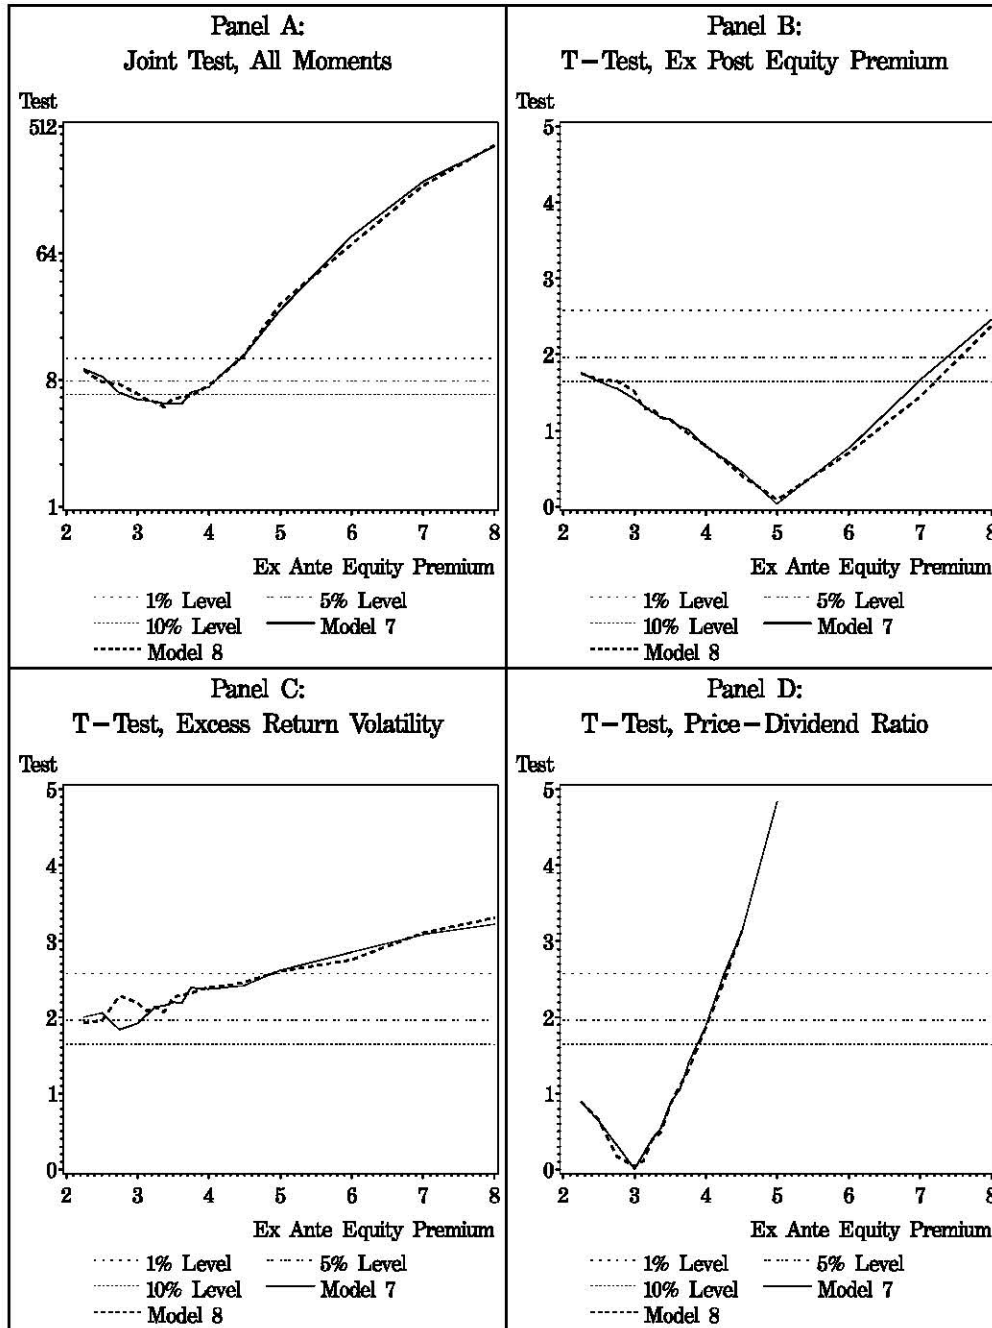 Panel A:
Joint Test, All Moments
Test
512
64
8
1
2 3 4 5 6 7 8
Ex Ante Equity Premium
1% Level 5% Level
10% Level Model 7
Model 8
Panel B:
T-Test, Ex Post Equity Premium
Test
5
4
3
2
1
0
2 3 4 5 6 7 8
Ex Ante Equity Premium
1% Level 5% Level
10% Level Model 7
Model 8
Panel C:
T-Test, Excess Return Volatility
Test
5
4
3
2
1
0
2 3 4 5 6 7 8
Ex Ante Equity Premium
1% Level 5% Level
10% Level Model 7
Model 8
Panel D:
T-Test, Price-Dividend Ratio
Test
5
4
3
2
1
0
2 3 4 5 6 7 8
Ex Ante Equity Premium
1% Level 5% Level
10% Level Model 7
Model 8